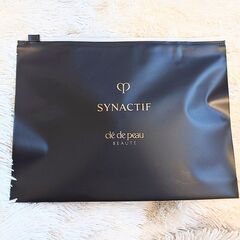 SYNACTIF
clé de peau
BEAUTÉ